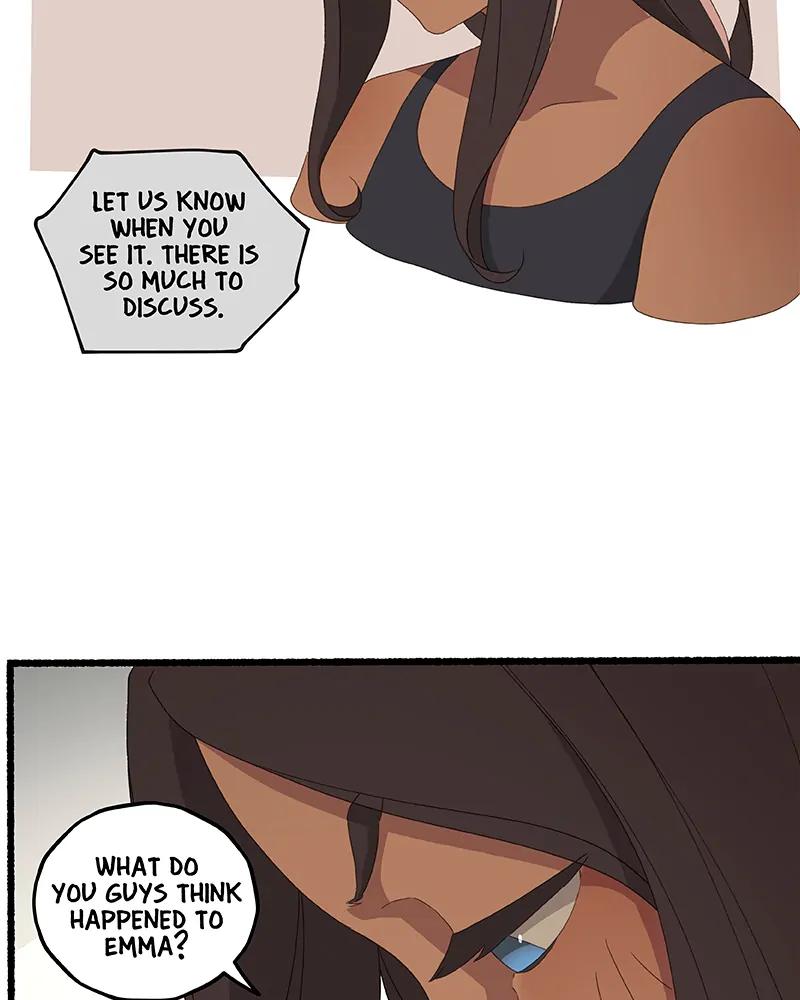 LET US KNOW
WHEN YOU
SEE IT. THERE IS
SO MUCH TO
DISCUSS.
WHAT DO
YOU GUYS THINK
HAPPENED TO
EMMA?